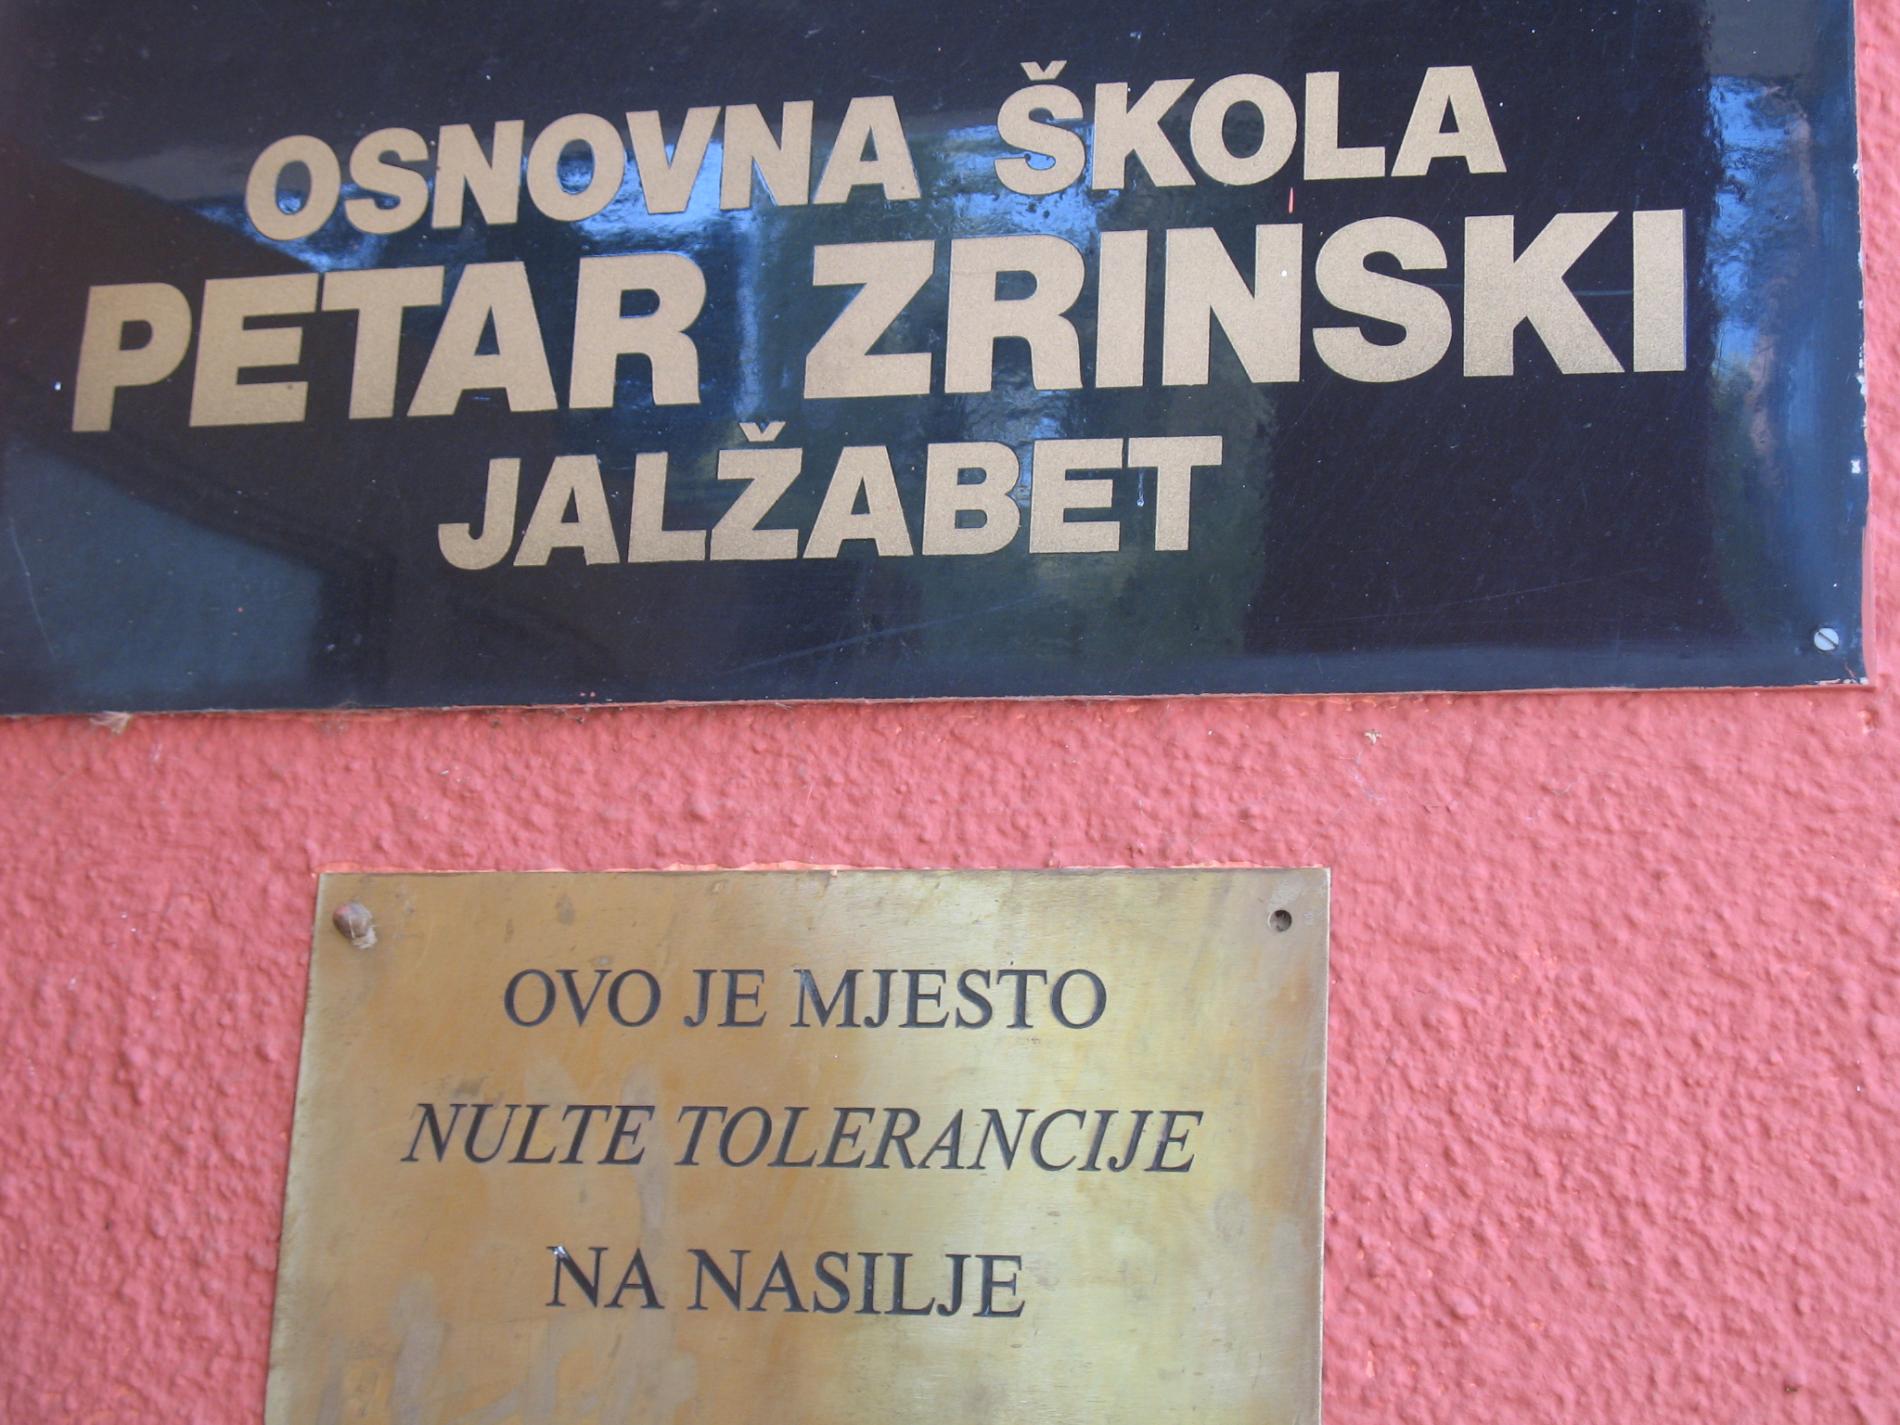 OSNOVNA ŠKOLA
PETAR ZRINSKI
JALŽABET
OVO JE MJESTO
NULTE TOLERANCIJE
NA NASILJE